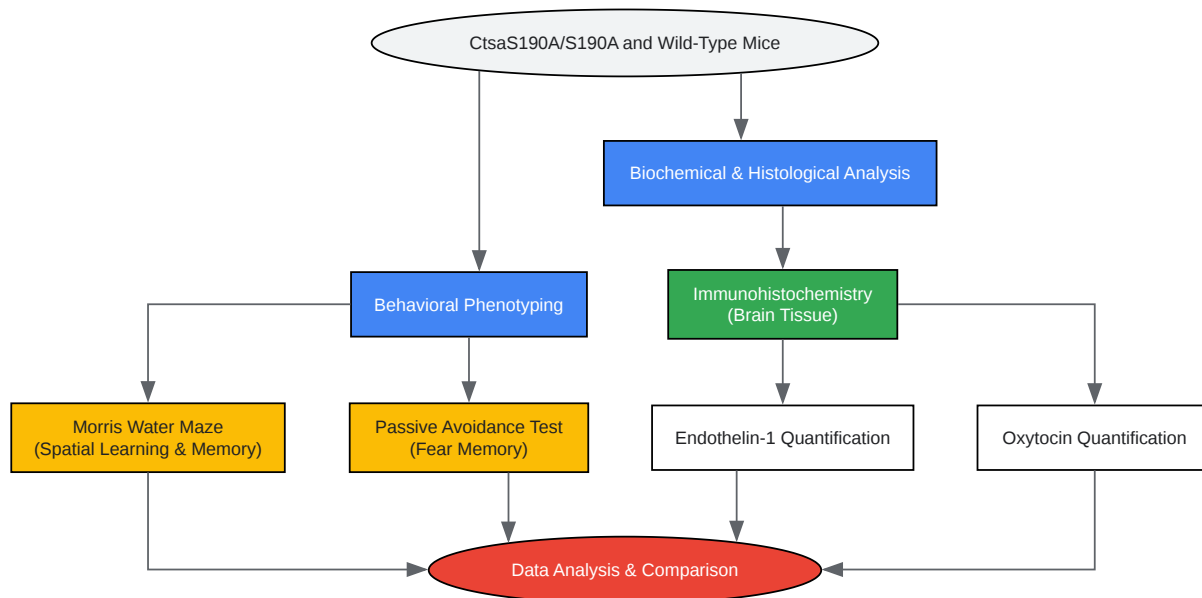 CtsaS190A/S190A and Wild-Type Mice
Biochemical & Histological Analysis
Behavioral Phenotyping
Immunohistochemistry
(Brain Tissue)
Morris Water Maze
(Spatial Learning & Memory)
Passive Avoidance Test
(Fear Memory)
Endothelin-1 Quantification
Oxytocin Quantification
Data Analysis & Comparison